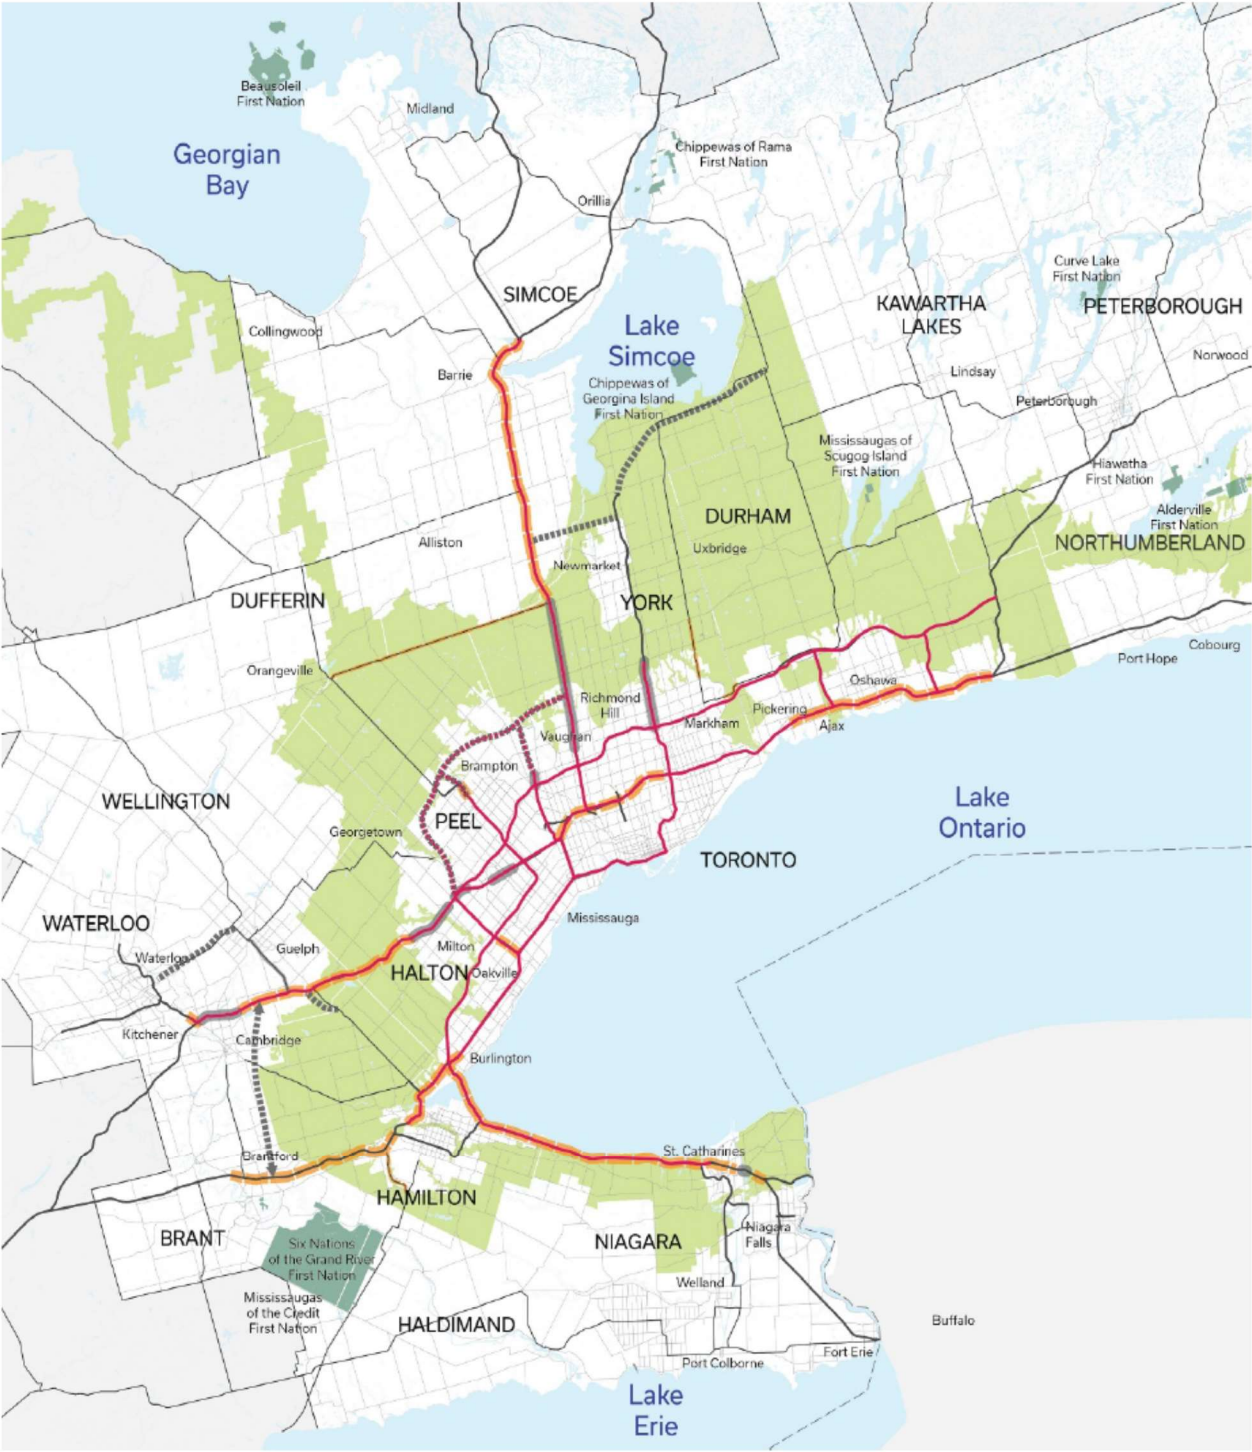 Beausoleil
First Nation
Midland
Georgian
Bay
Chippewas of Rama
First Nation
Orillia
Curve Lake
First Nation
SIMCOE
KAWARTHA
LAKES
PETERBOROUGH
Collingwood
Lake
Simcoe
Norwood
Barrie
Chippewas of
Georgina Island
First Nation
Lindsay
Peterborough
Mississaugas of
Scugog Island
First Nation
Hiawatha
First Nation
Alderville
First Nation
DURHAM
Alliston
Uxbridge
NORTHUMBERLAND
Newmarket
DUFFERIN
YORK
Cobourg
Port Hope
Orangeville
Oshawa
Richmond
Hill
Pickering
Markham
Ajax
Vaughan
Brampton
WELLINGTON
Lake
Ontario
PEEL
Georgetown
TORONTO
WATERLOO
Mississauga
Guelph
Milton
Waterloo
HALTON
Oakville
Kitchener
Cambridge
Burlington
St. Catharines
Brantford
HAMILTON
BRANT
Six Nations
of the Grand River
First Nation
NIAGARA
Niagara
Falls
Welland
Mississaugas
of the Credit
First Nation
HALDIMAND
Buffalo
Fort Erie
Port Colborne
Lake
Erie